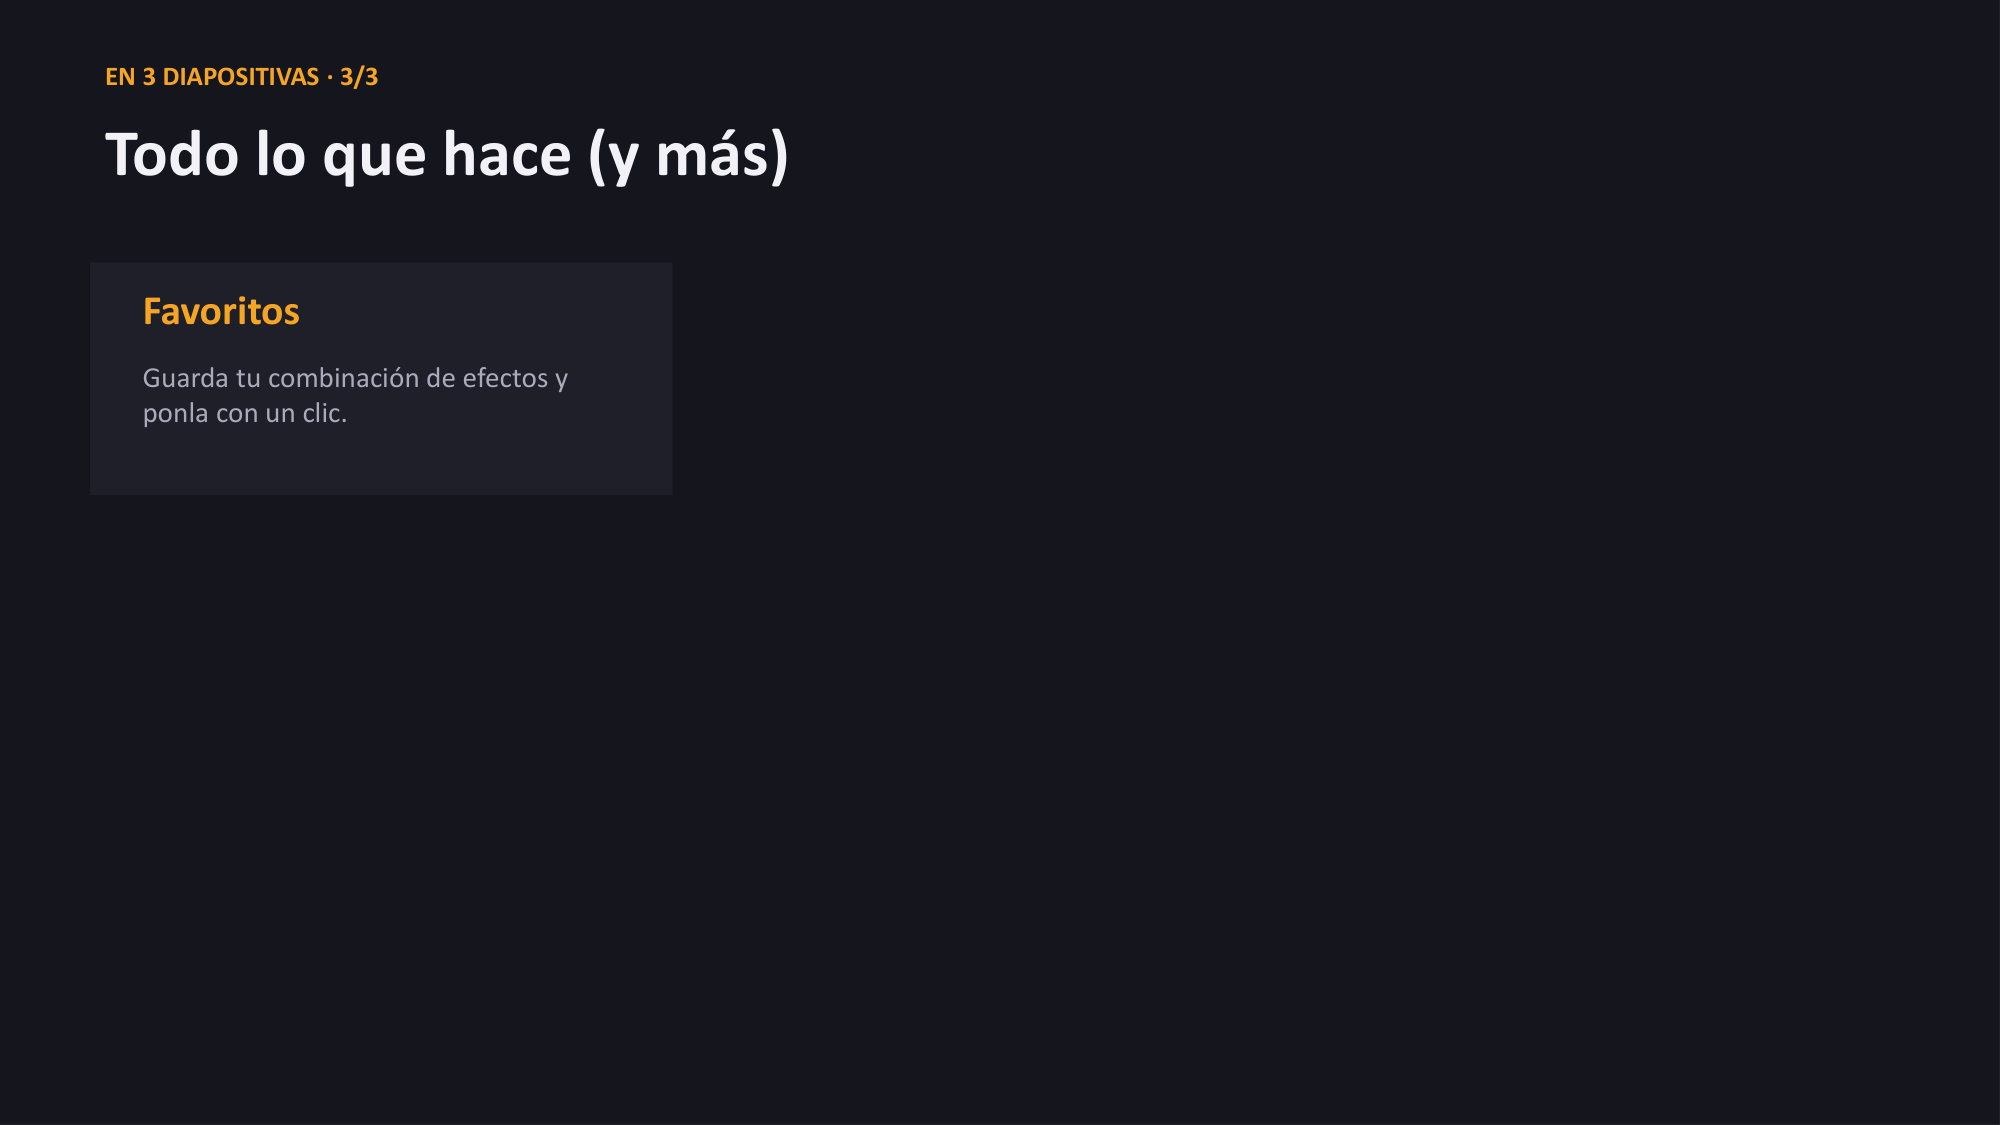 EN 3 DIAPOSITIVAS · 3/3
Todo lo que hace (y más)
Favoritos
Guarda tu combinación de efectos y
ponla con un clic.